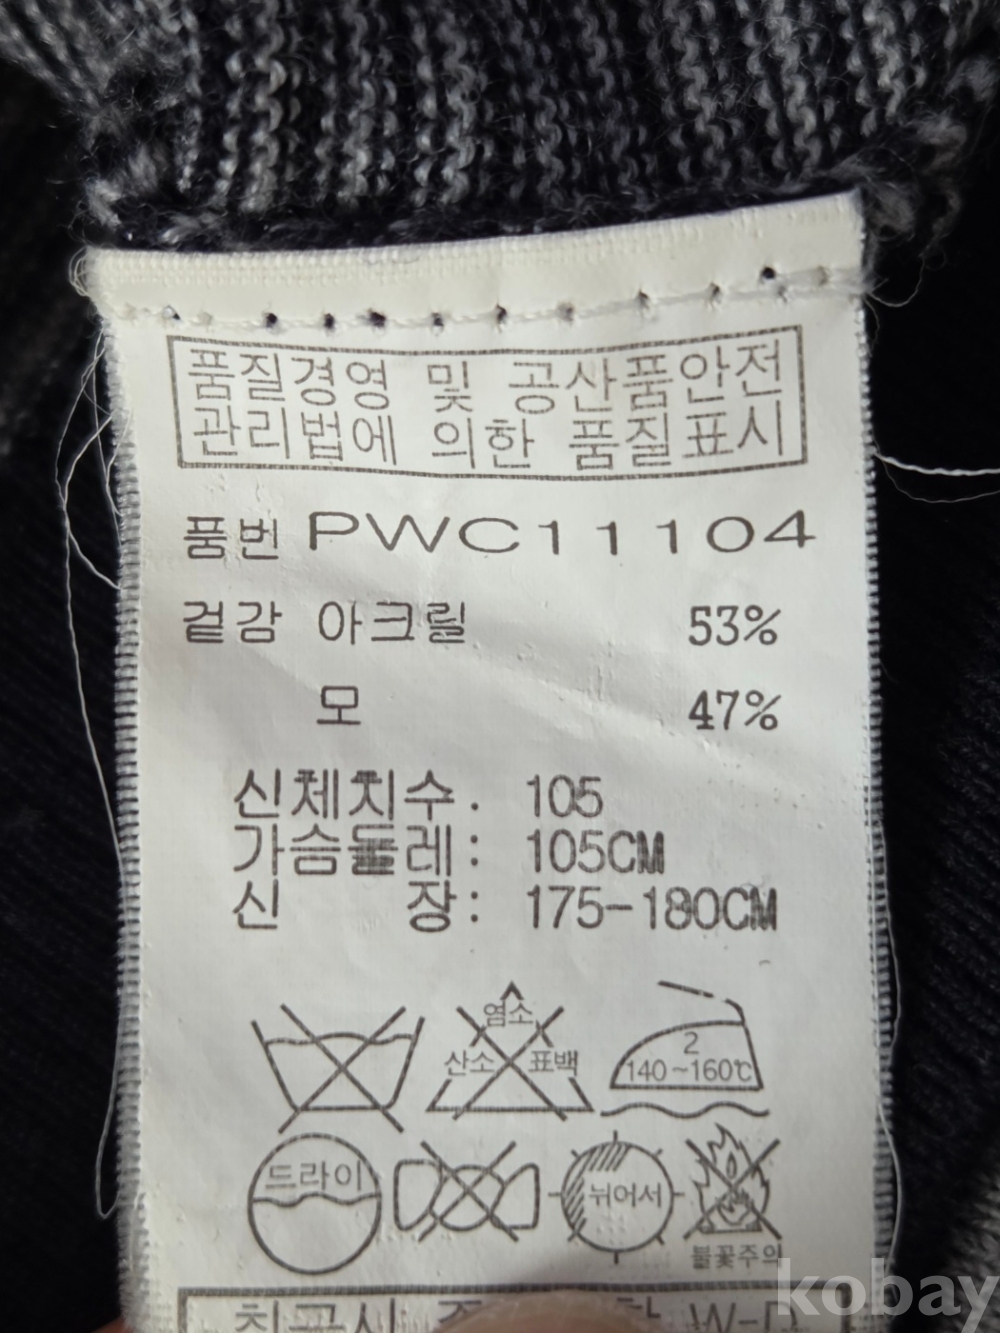 품질경영 및 공산품안전
관리법에 의한 품질표시
품번 PWC11104
겉감 아크릴 53%
모 47%
신체치수: 105
가슴둘레: 105CM
신 장: 175-180CM
염소
산소 표백
2
140~160℃
드라이
뉘어서
불꽃주의
kobay